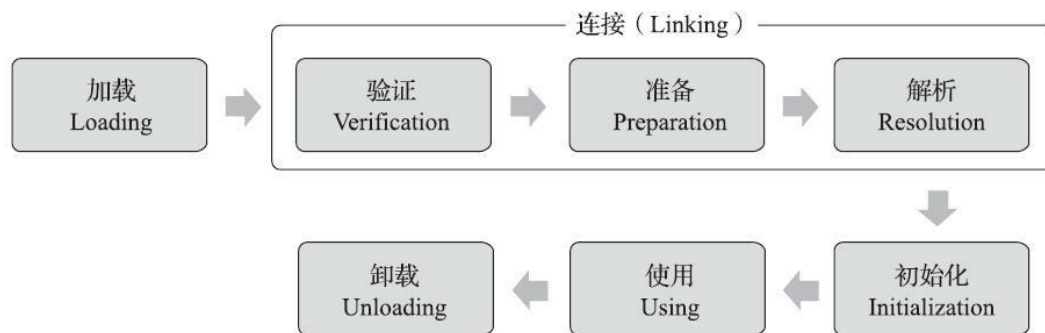 连接（Linking）
加载
Loading
验证
Verification
准备
Preparation
解析
Resolution
初始化
Initialization
使用
Using
卸载
Unloading